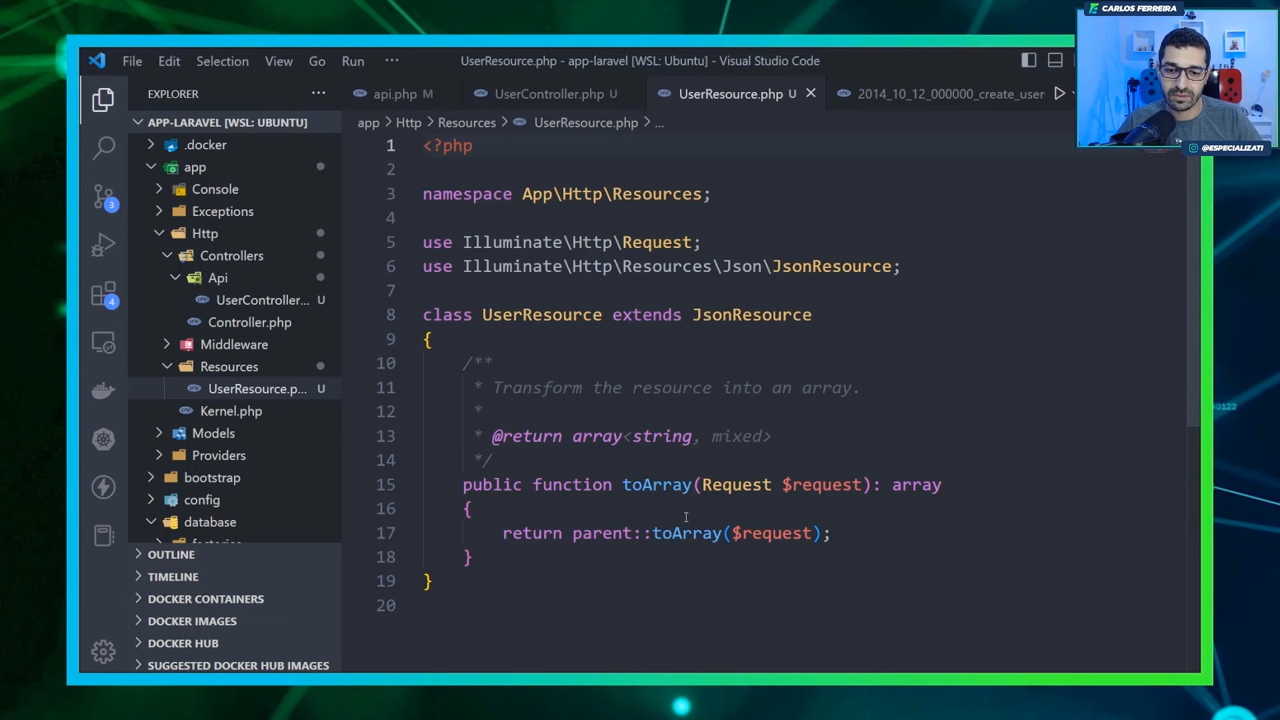 CARLOS FERREIRA
@ESPECIALIZATI
File Edit Selection View Go Run ···
UserResource.php - app-laravel [WSL: Ubuntu] - Visual Studio Code
EXPLORER ···
api.php M
UserController.php U
UserResource.php U
2014_10_12_000000_create_user
APP-LARAVEL [WSL: UBUNTU]
app > Http > Resources > UserResource.php > ...
.docker
app
Console
Exceptions
Http
Controllers
Api
UserController... U
Controller.php
Middleware
Resources
UserResource.p... U
Kernel.php
Models
Providers
bootstrap
config
database
OUTLINE
TIMELINE
DOCKER CONTAINERS
DOCKER IMAGES
DOCKER HUB
SUGGESTED DOCKER HUB IMAGES
3
4
1 <?php
2
3 namespace App\Http\Resources;
4
5 use Illuminate\Http\Request;
6 use Illuminate\Http\Resources\Json\JsonResource;
7
8 class UserResource extends JsonResource
9 {
10 /**
11 * Transform the resource into an array.
12 *
13 * @return array<string, mixed>
14 */
15 public function toArray(Request $request): array
16 {
17 return parent::toArray($request);
18 }
19 }
20